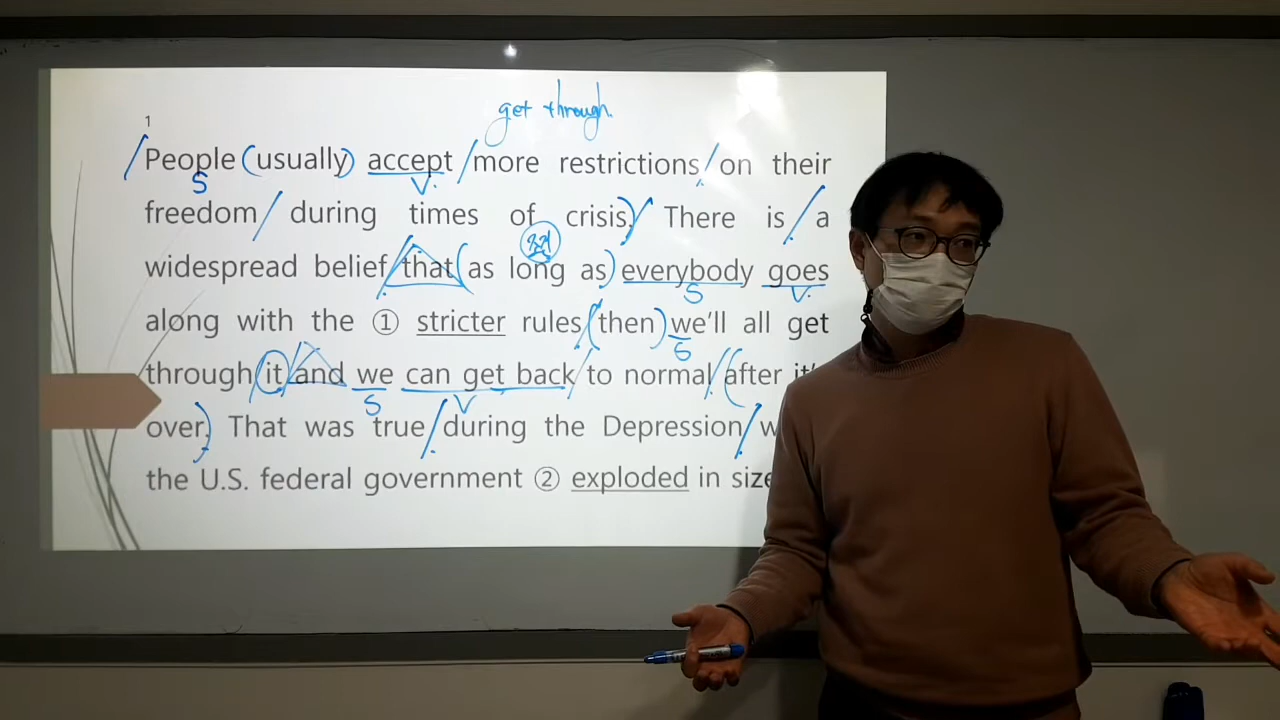 get through.
1
People (usually) accept more restrictions on their
S V.
freedom during times of crisis. There is a
widespread belief that (as long as) everybody goes
S V.
along with the ① stricter rules (then) we'll all get
S
through it and we can get back to normal (after it's
S V
over.) That was true during the Depression w
the U.S. federal government ② exploded in size